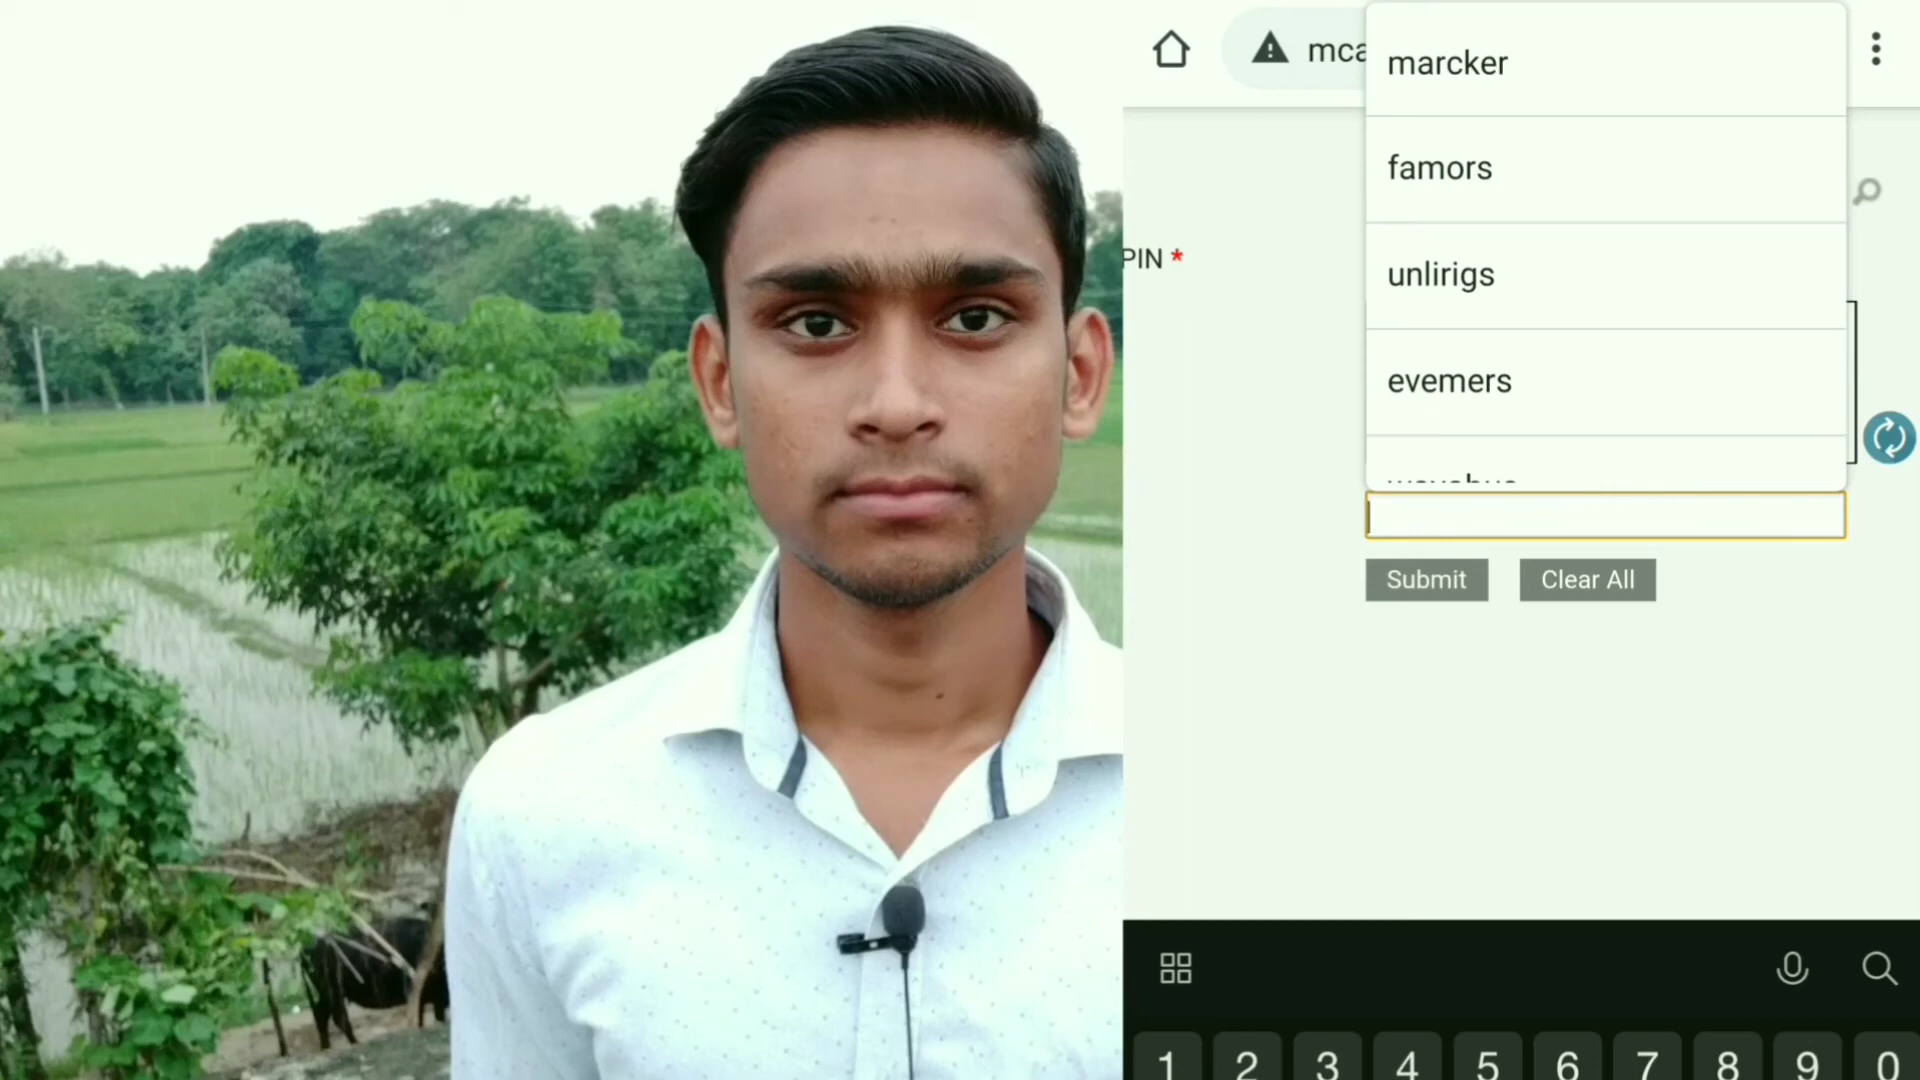 mca
marcker
famors
PIN *
unlirigs
evemers
Submit
Clear All
1 2 3 4 5 6 7 8 9 0